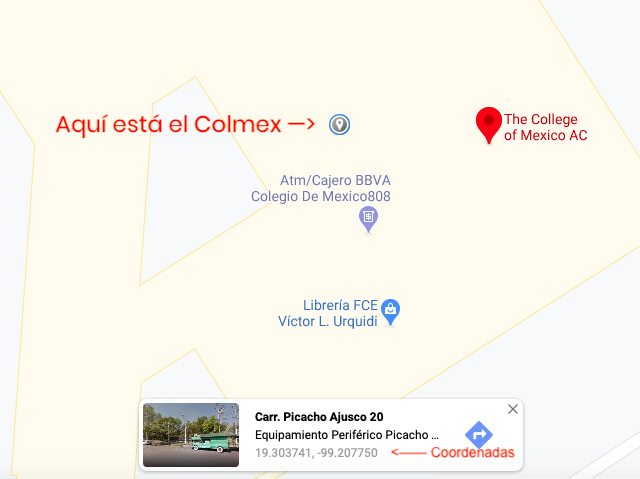 Aquí está el Colmex —>
The College
of Mexico AC
Atm/Cajero BBVA
Colegio De Mexico808
Librería FCE
Víctor L. Urquidi
Carr. Picacho Ajusco 20
Equipamiento Periférico Picacho ...
19.303741, -99.207750 <—— Coordenadas